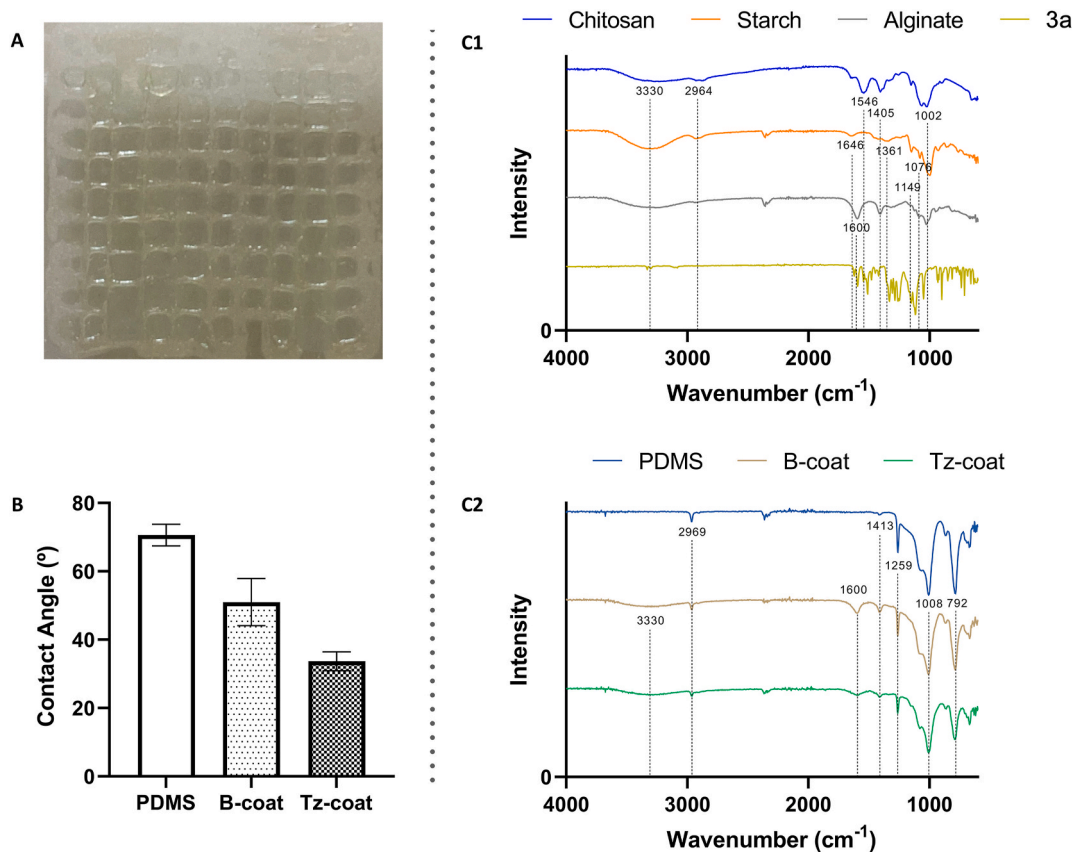 A
B
80
60
40
20
0
Contact Angle (º)
PDMS B-coat Tz-coat
C1
Chitosan Starch Alginate 3a
3330 2964
1546
1405 1002
1646 1361
1076
1149
1600
Intensity
0
4000 3000 2000 1000
Wavenumber (cm-1)
C2
PDMS B-coat Tz-coat
2969 1413
1259
1600 1008 792
3330
Intensity
0
4000 3000 2000 1000
Wavenumber (cm-1)